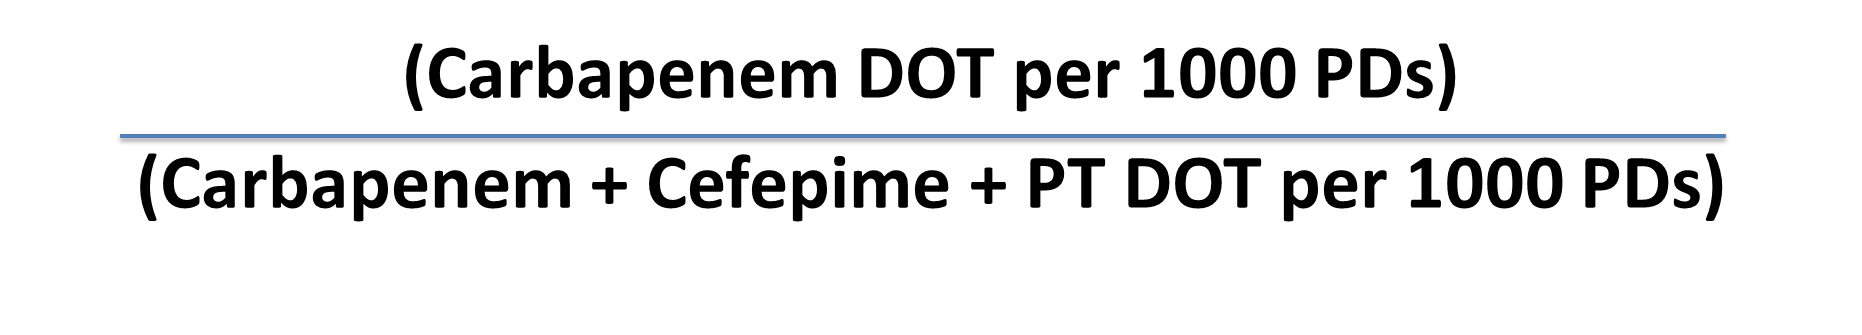 (Carbapenem DOT per 1000 PDs)
(Carbapenem + Cefepime + PT DOT per 1000 PDs)